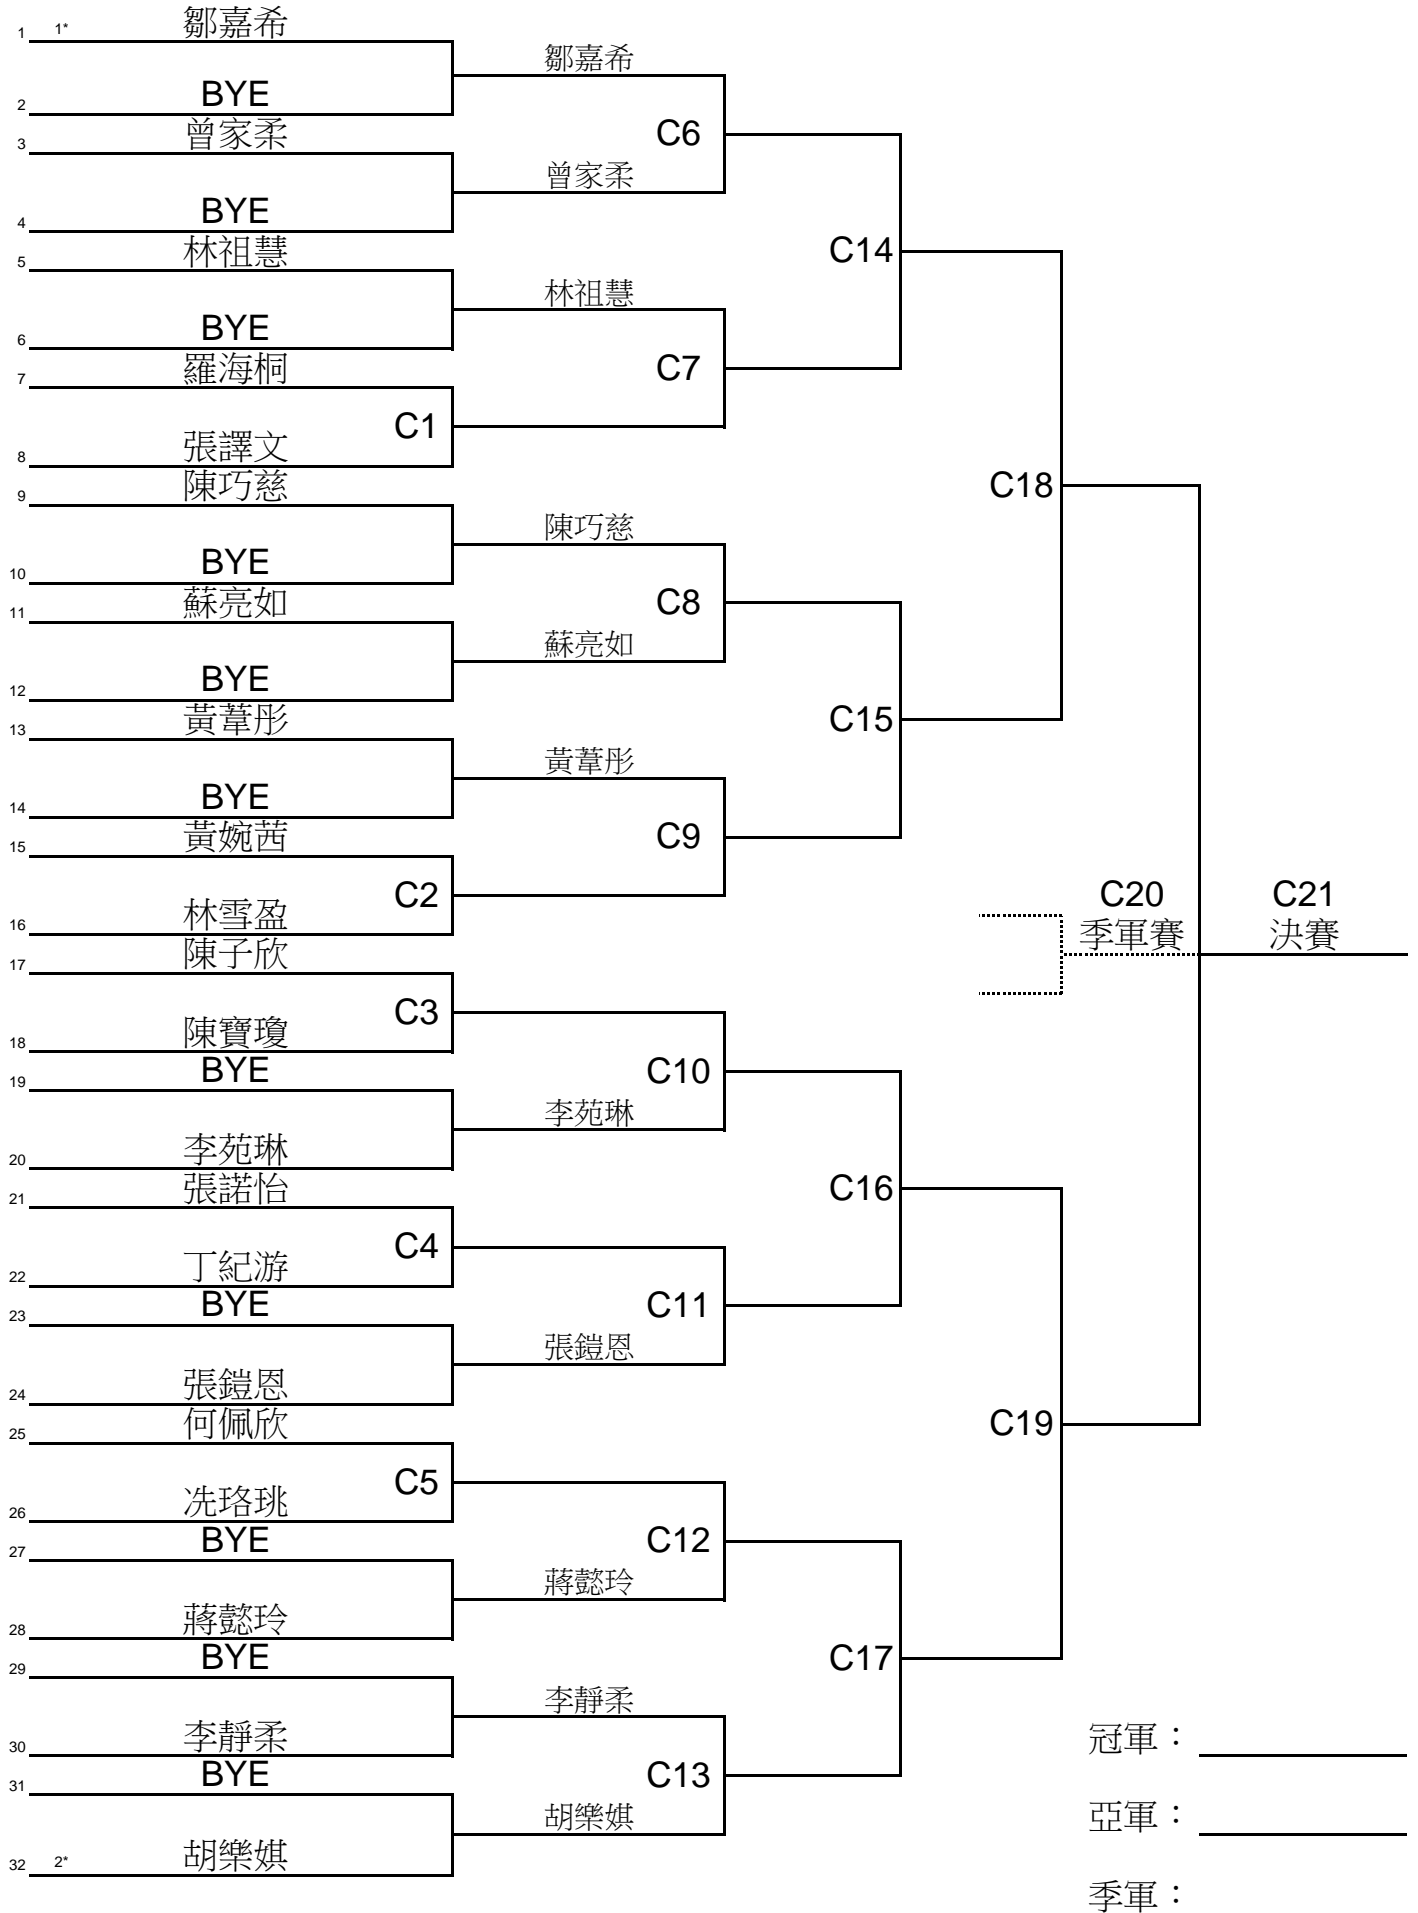 1 1* 鄒嘉希
鄒嘉希
2 BYE
3 曾家柔
C6
曾家柔
4 BYE
5 林祖慧
C14
林祖慧
6 BYE
7 羅海桐
C7
C1
8 張譯文
9 陳巧慈
C18
陳巧慈
10 BYE
11 蘇亮如
C8
蘇亮如
12 BYE
13 黃葦彤
C15
黃葦彤
14 BYE
15 黃婉茜
C9
C2
C20
C21
16 林雪盈
季軍賽
決賽
17 陳子欣
C3
18 陳寶瓊
19 BYE
C10
李苑琳
20 李苑琳
21 張諾怡
C16
C4
22 丁紀游
23 BYE
C11
張鎧恩
24 張鎧恩
25 何佩欣
C19
C5
26 冼珞珧
27 BYE
C12
蔣懿玲
28 蔣懿玲
29 BYE
C17
李靜柔
30 李靜柔
冠軍：
31 BYE
C13
胡樂娸
亞軍：
32 2* 胡樂娸
季軍：